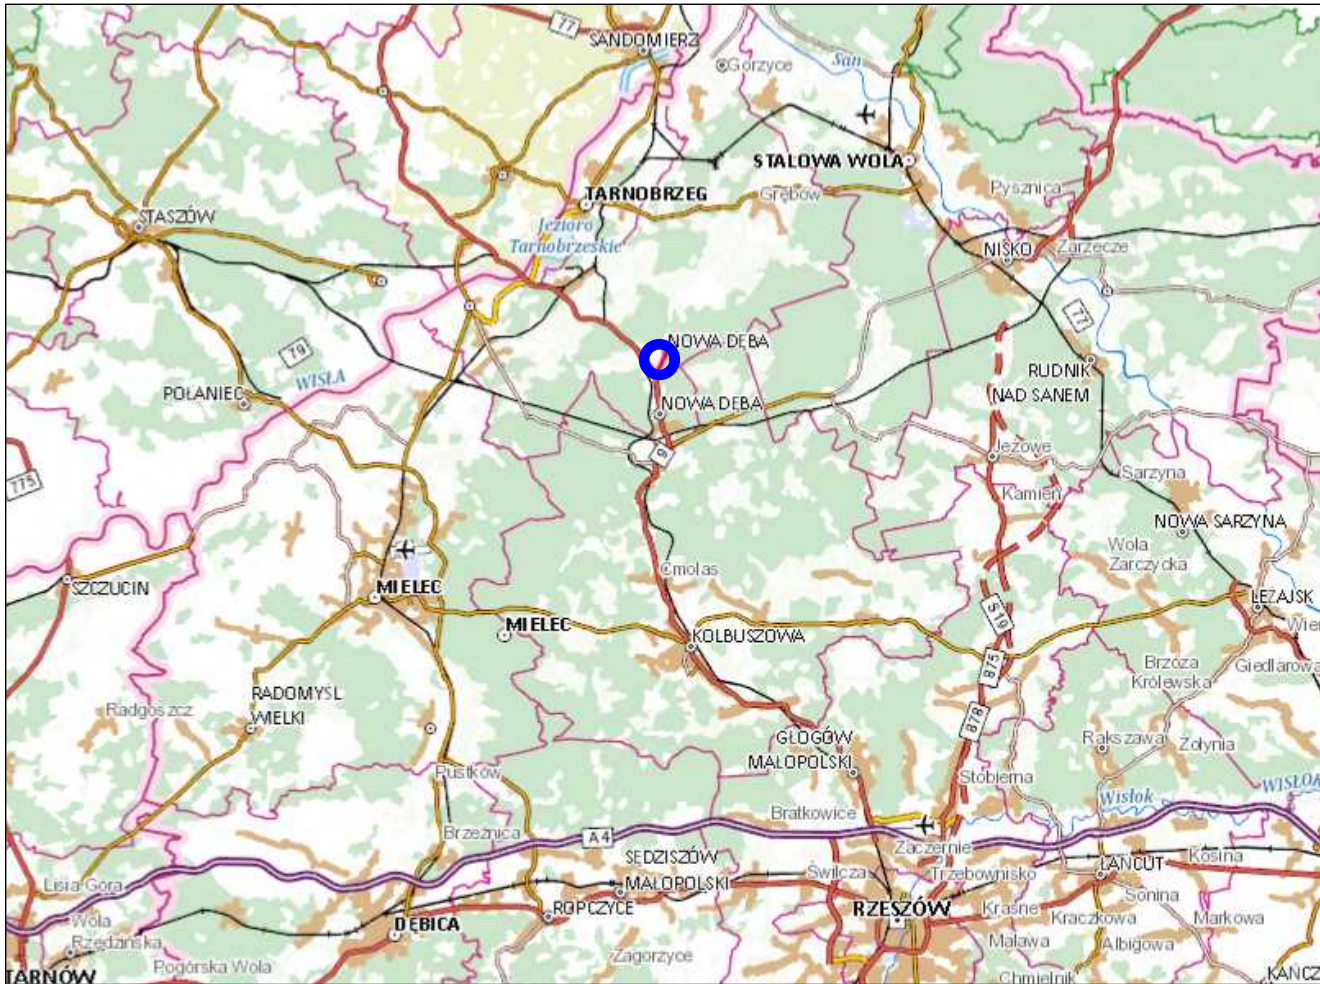 77
SANDOMIERZ
Gorzyce
San
STALOWA WOLA
Pysznica
TARNOBRZEG
Grębów
STASZÓW
Jezioro
Tarnobrzeskie
NISKO
Zarzecze
77
79
WISŁA
NOWA DĘBA
POŁANIEC
NOWA DĘBA
RUDNIK
NAD SANEM
9
Jeżowe
775
Kamień
Sarzyna
NOWA SARZYNA
Wola
Zarczycka
Cmolas
SZCZUCIN
MIELEC
LEŻAJSK
S19
MIELEC
KOLBUSZOWA
Wier
875
Brzóza
Królewska
Giedlarowa
RADOMYŚL
WIELKI
Radgoszcz
878
GŁOGÓW
MAŁOPOLSKI
Rakszawa
Żołynia
Pustków
Stobierna
WISŁOK
Wisłok
Bratkowice
Brzeźnica
A4
Zaczernie
SĘDZISZÓW
MAŁOPOLSKI
Świlcza
Trzebownisko
ŁAŃCUT
Kosina
Lisia Góra
Sonina
ROPCZYCE
RZESZÓW
Krasne
Kraczkowa
Markowa
Wola
Rzędzińska
DĘBICA
Malawa
Albigowa
Zagorzyce
Pogórska Wola
TARNÓW
Chmielnik
KAŃCZ